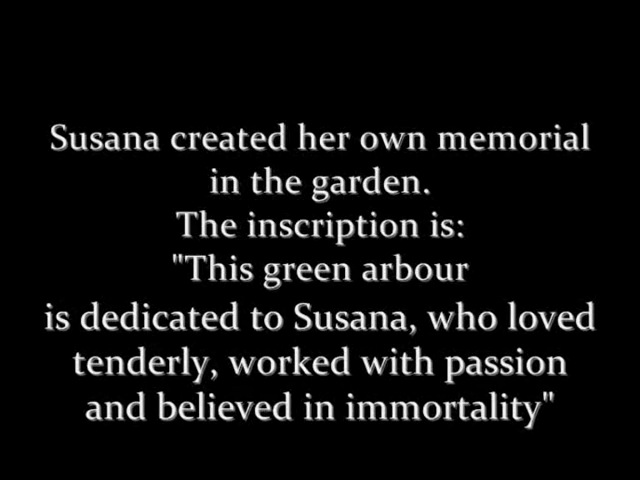 Susana created her own memorial
in the garden.
The inscription is:
"This green arbour
is dedicated to Susana, who loved
tenderly, worked with passion
and believed in immortality"